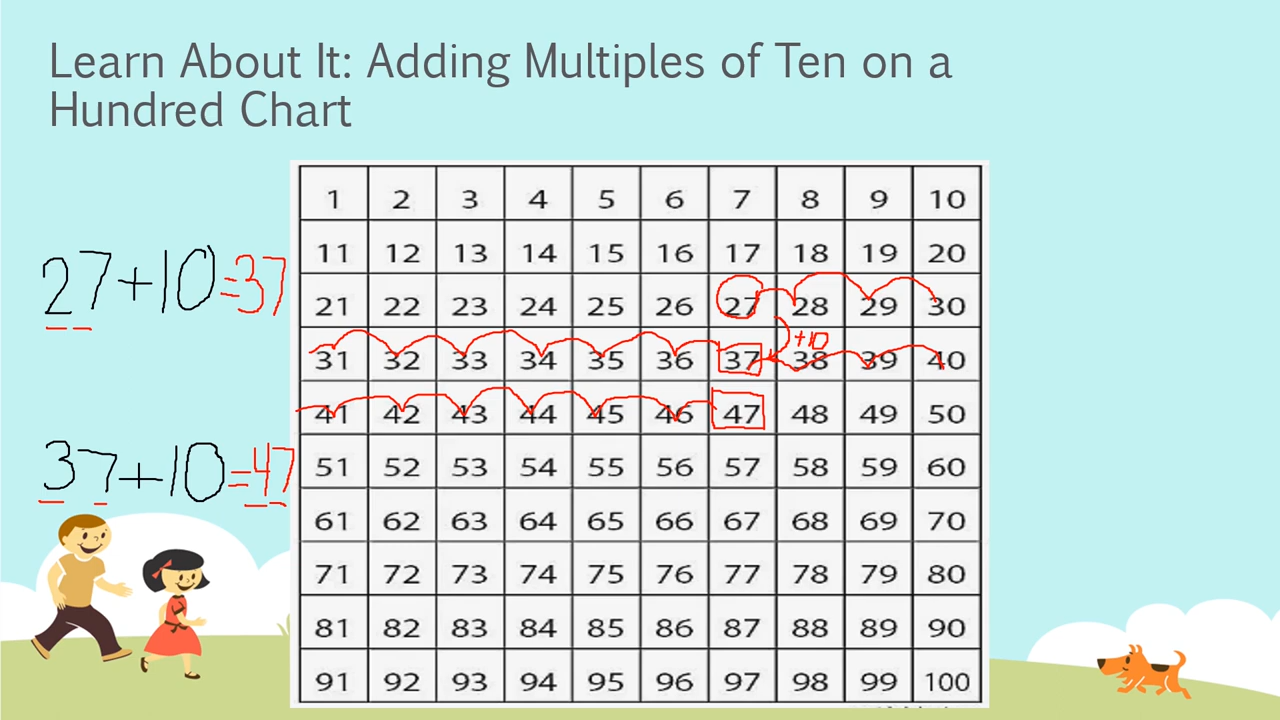 Learn About It: Adding Multiples of Ten on a
Hundred Chart
1 2 3 4 5 6 7 8 9 10
11 12 13 14 15 16 17 18 19 20
27+10=37
21 22 23 24 25 26 27 28 29 30
+10
31 32 33 34 35 36 37 38 39 40
41 42 43 44 45 46 47 48 49 50
37+10=47
51 52 53 54 55 56 57 58 59 60
61 62 63 64 65 66 67 68 69 70
71 72 73 74 75 76 77 78 79 80
81 82 83 84 85 86 87 88 89 90
91 92 93 94 95 96 97 98 99 100